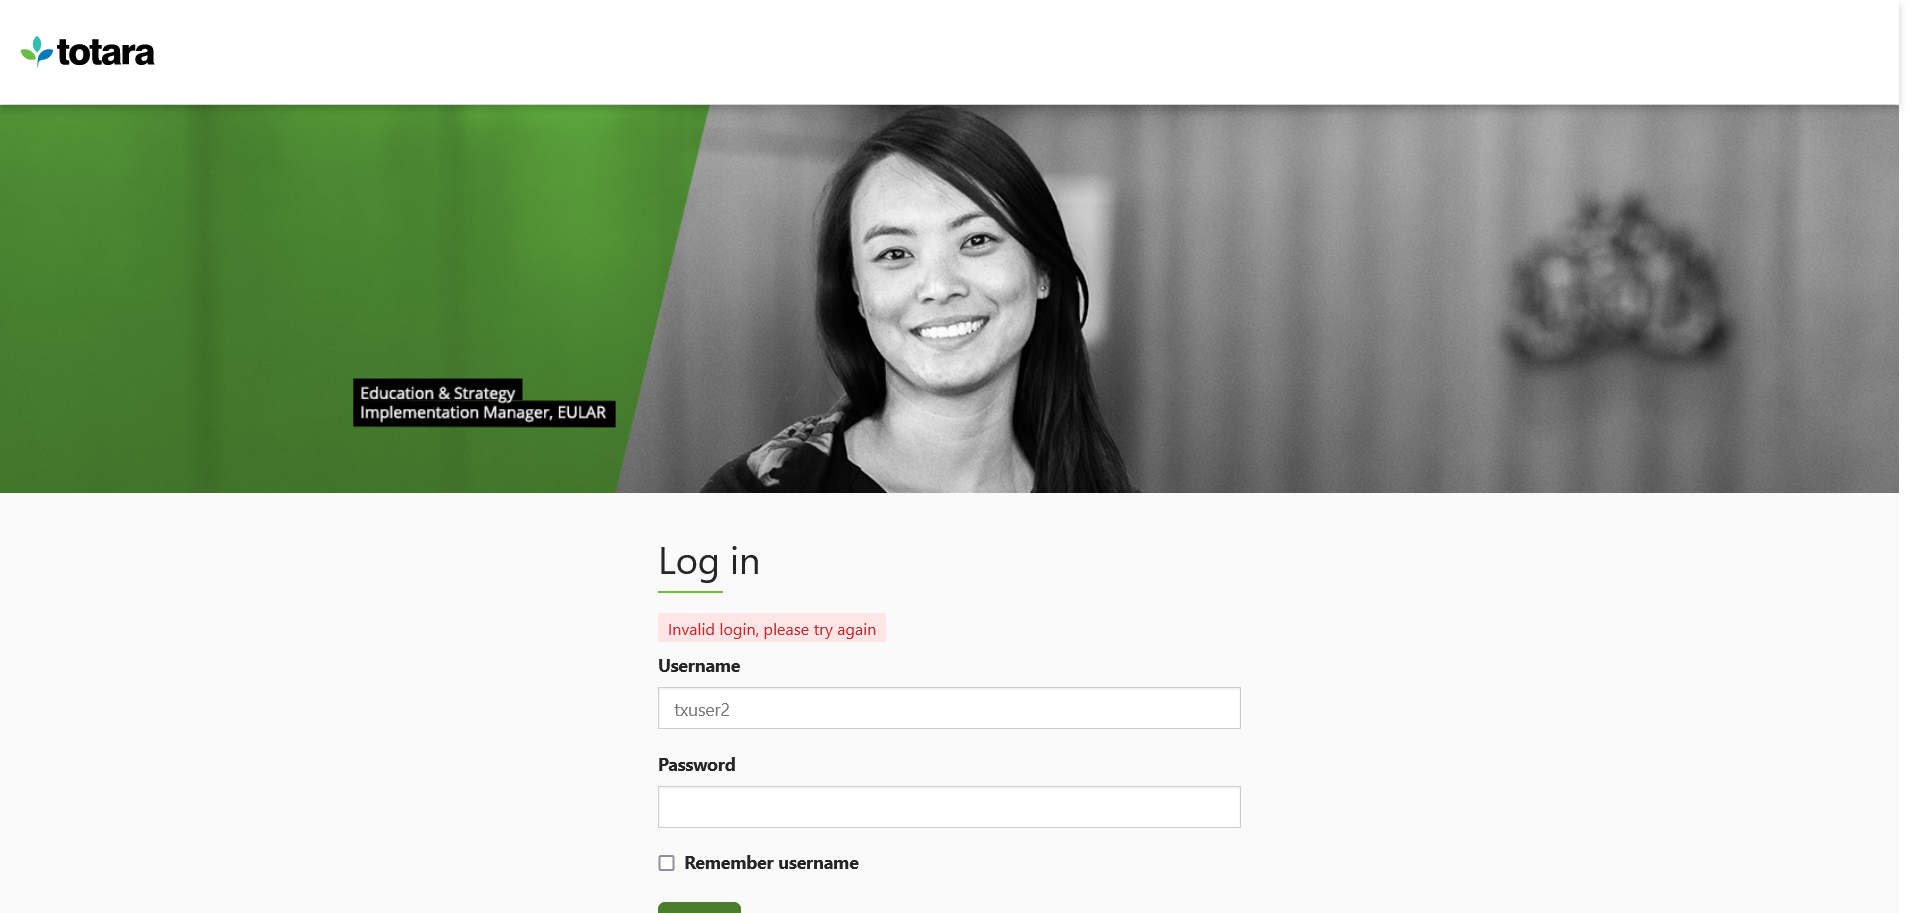 totara
Education & Strategy
Implementation Manager, EULAR
Log in
Invalid login, please try again
Username
txuser2
Password
Remember username